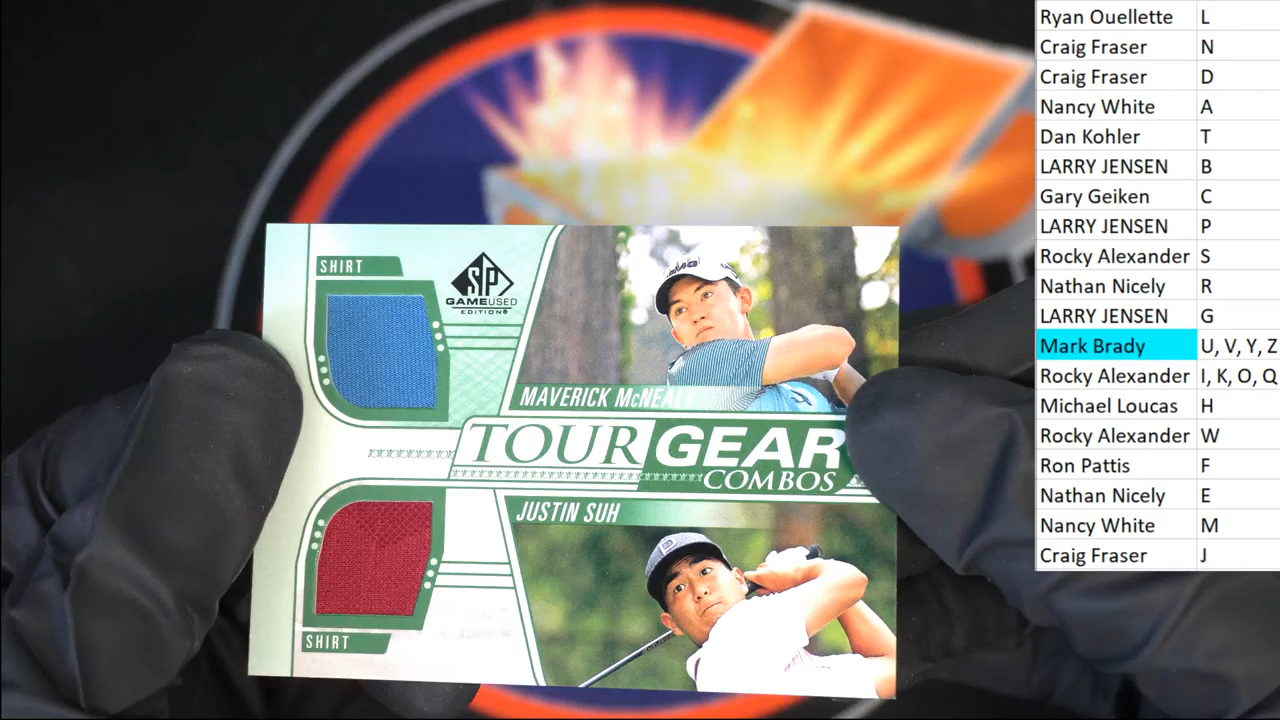 SHIRT
SP
GAMEUSED
EDITION®
MAVERICK McNEALY
TOUR GEAR
COMBOS
JUSTIN SUH
SHIRT
Ryan Ouellette L
Craig Fraser N
Craig Fraser D
Nancy White A
Dan Kohler T
LARRY JENSEN B
Gary Geiken C
LARRY JENSEN P
Rocky Alexander S
Nathan Nicely R
LARRY JENSEN G
Mark Brady U, V, Y, Z
Rocky Alexander I, K, O, Q
Michael Loucas H
Rocky Alexander W
Ron Pattis F
Nathan Nicely E
Nancy White M
Craig Fraser J